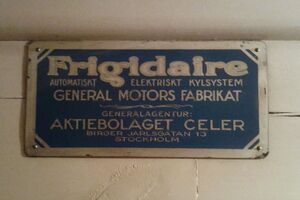 Frigidaire
AUTOMATISKT ELEKTRISKT KYLSYSTEM
GENERAL MOTORS FABRIKAT
GENERALAGENTUR:
AKTIEBOLAGET CELER
BIRGER JARLSGATAN 13
STOCKHOLM